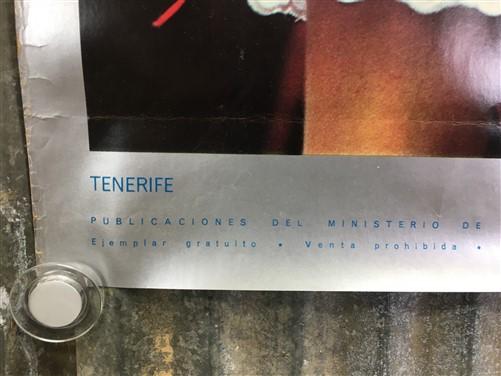 TENERIFE
PUBLICACIONES DEL MINISTERIO DE
Ejemplar gratuito • Venta prohibida •